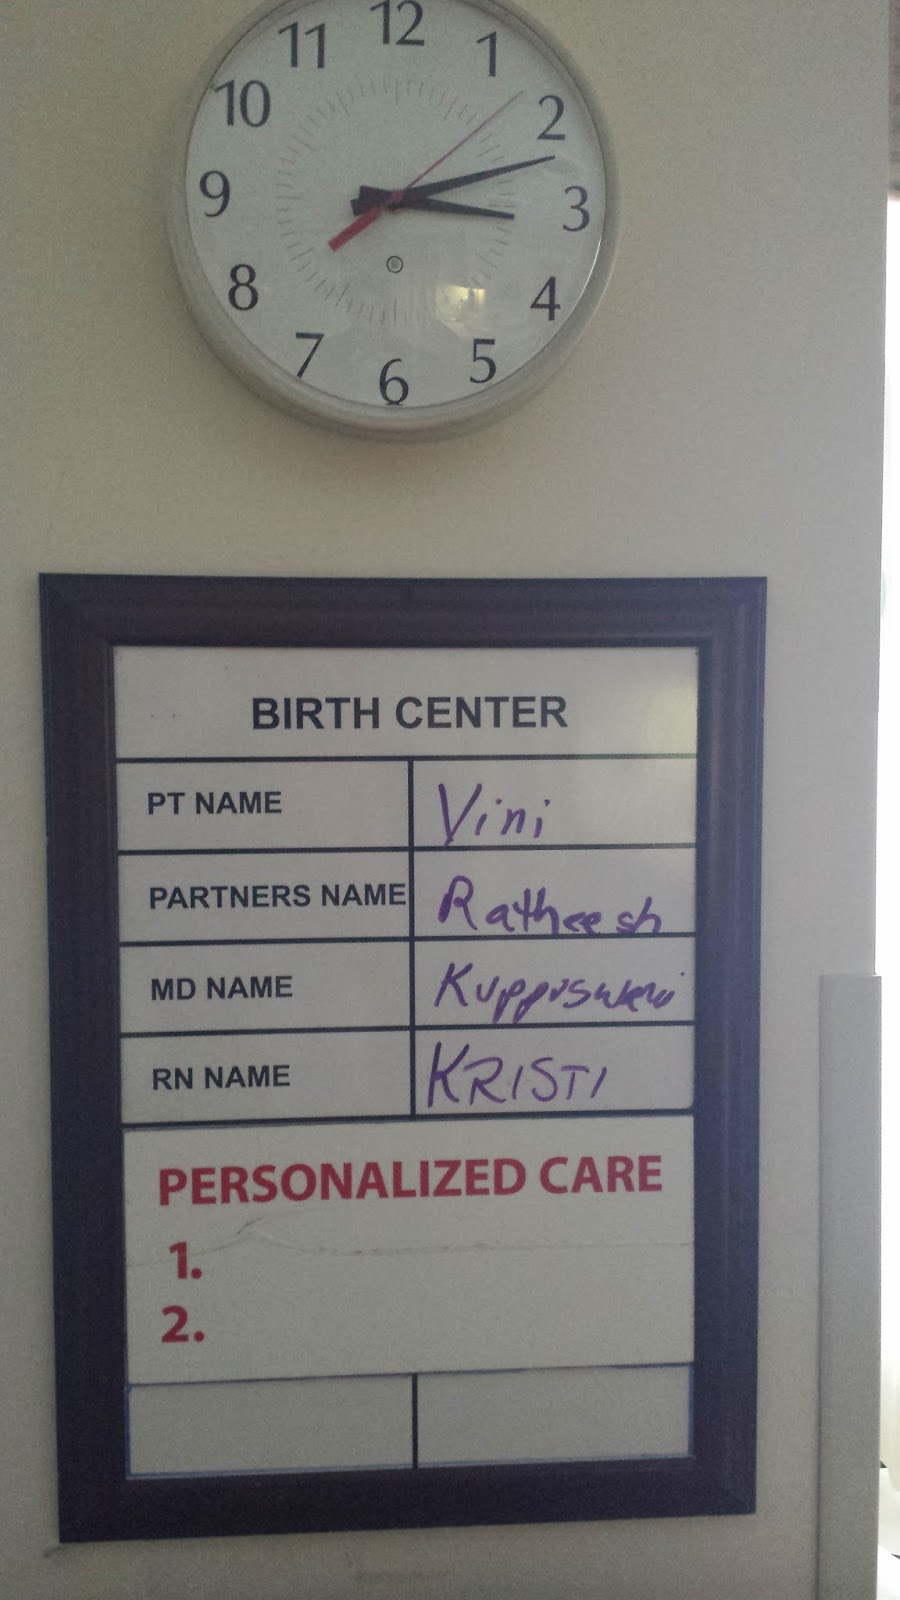 12
11 1
10 2
9 3
8 4
7 5
6
BIRTH CENTER
PT NAME Vini
PARTNERS NAME Ratheesh
MD NAME
RN NAME KRISTI
PERSONALIZED CARE
1.
2.